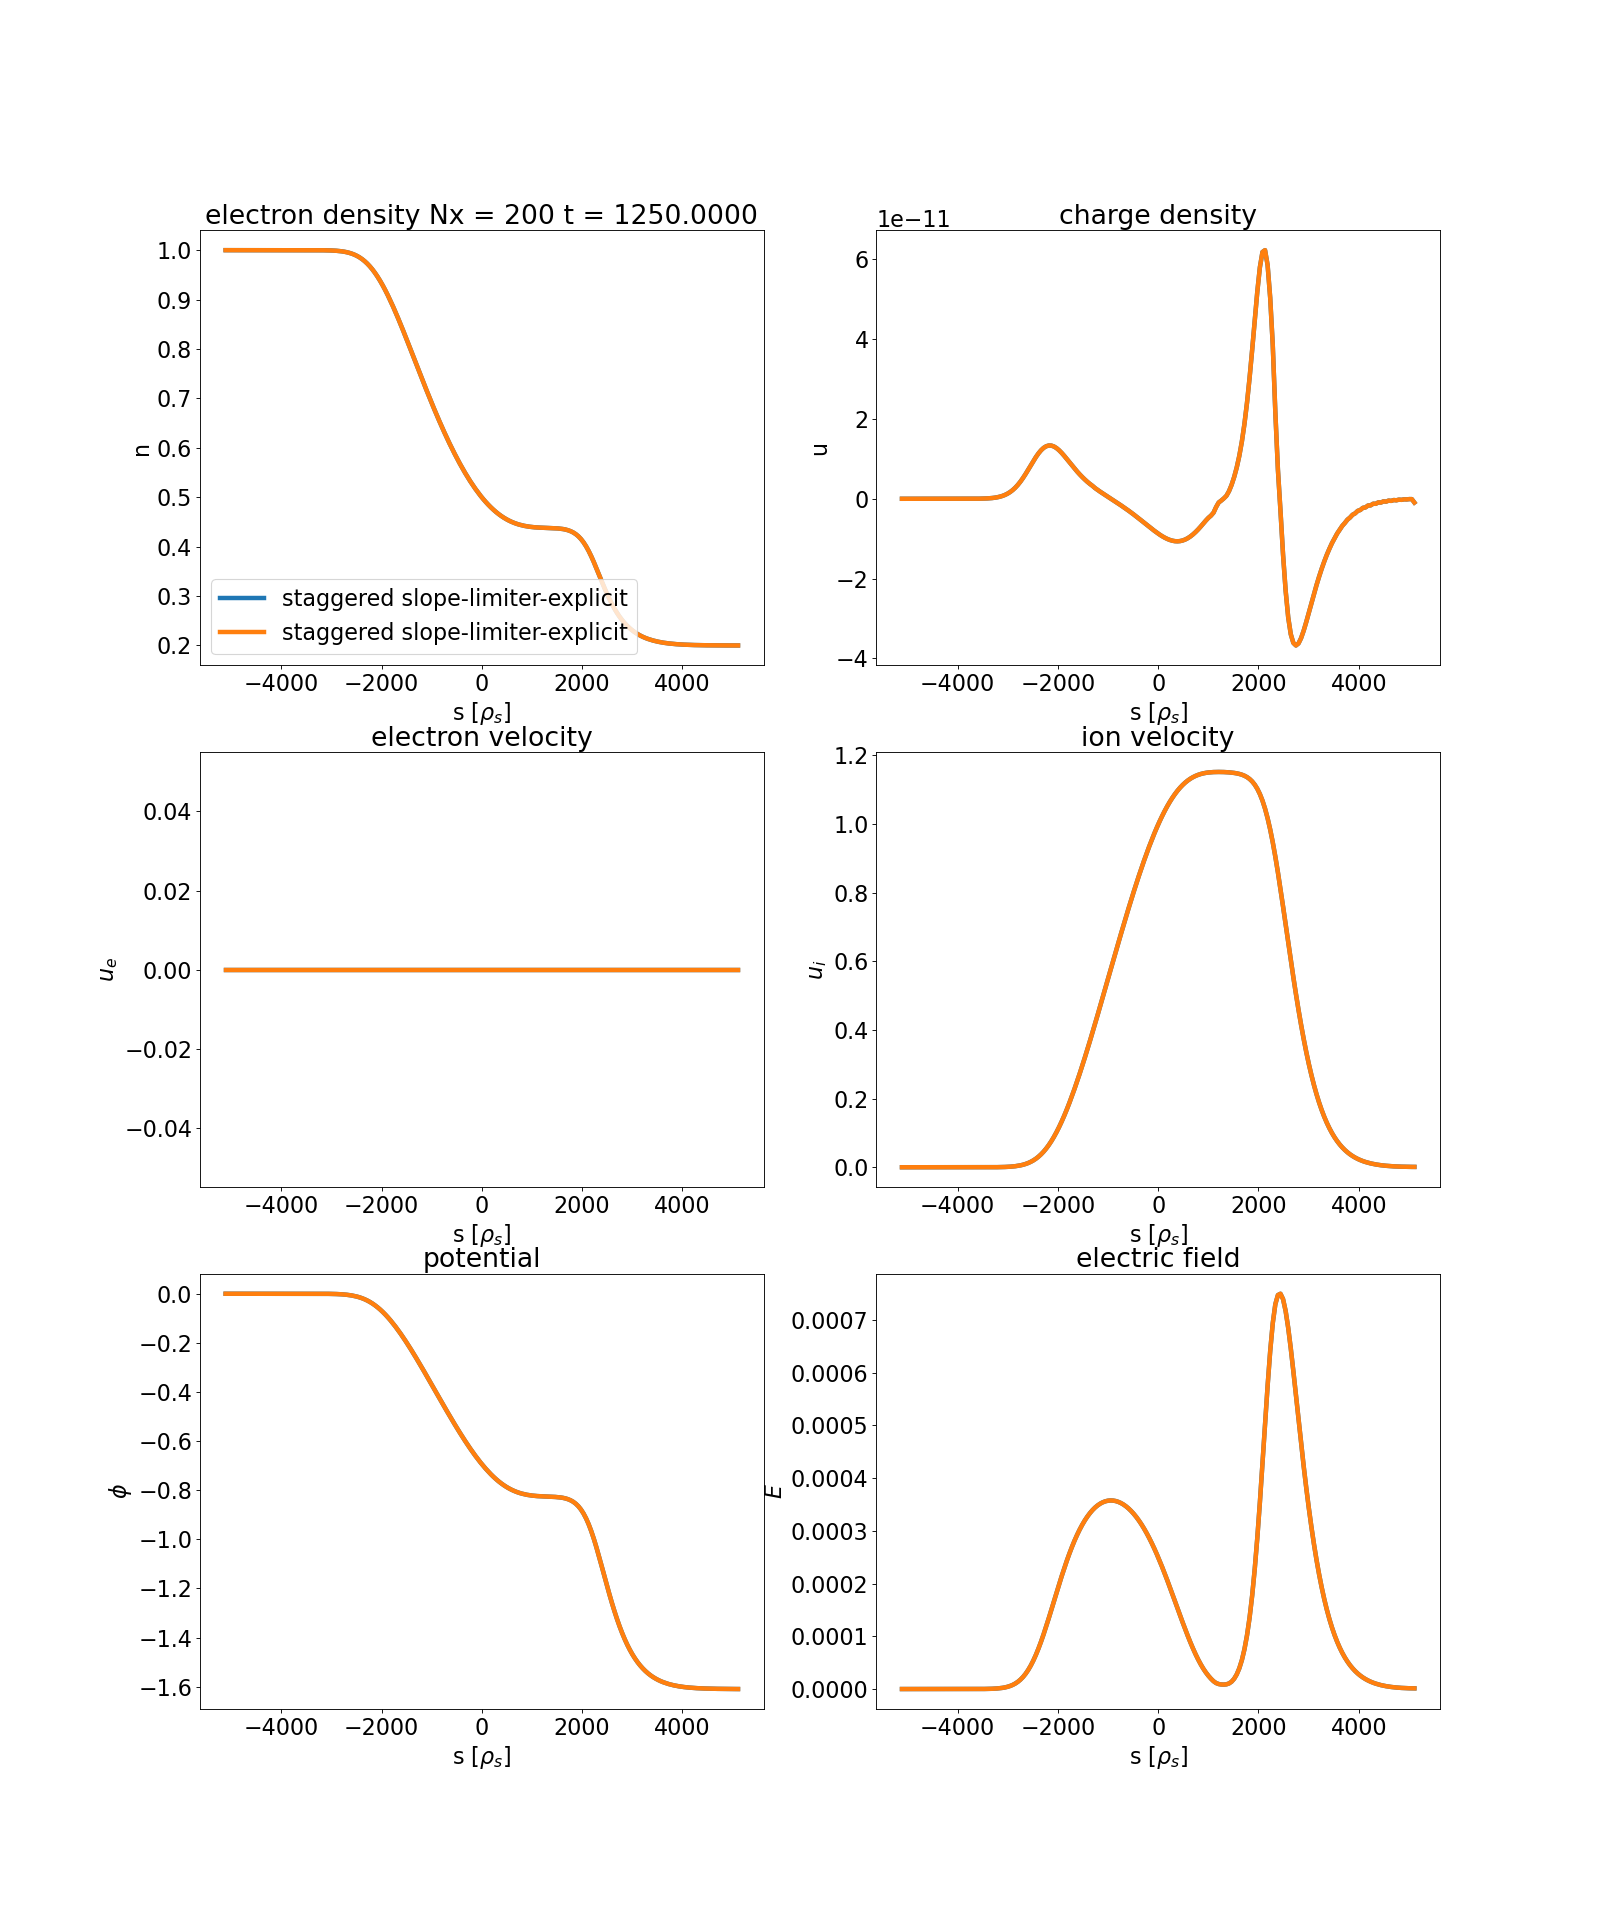 electron density Nx = 200 t = 1250.0000
1.0
0.9
0.8
0.7
0.6
0.5
0.4
0.3
0.2
n
staggered slope-limiter-explicit
staggered slope-limiter-explicit
−4000 −2000 0 2000 4000
s [ρₛ]
charge density
1e−11
6
4
2
0
−2
−4
u
−4000 −2000 0 2000 4000
s [ρₛ]
electron velocity
0.04
0.02
0.00
−0.02
−0.04
uₑ
−4000 −2000 0 2000 4000
s [ρₛ]
ion velocity
1.2
1.0
0.8
0.6
0.4
0.2
0.0
uᵢ
−4000 −2000 0 2000 4000
s [ρₛ]
potential
0.0
−0.2
−0.4
−0.6
−0.8
−1.0
−1.2
−1.4
−1.6
ϕ
−4000 −2000 0 2000 4000
s [ρₛ]
electric field
0.0007
0.0006
0.0005
0.0004
0.0003
0.0002
0.0001
0.0000
E
−4000 −2000 0 2000 4000
s [ρₛ]